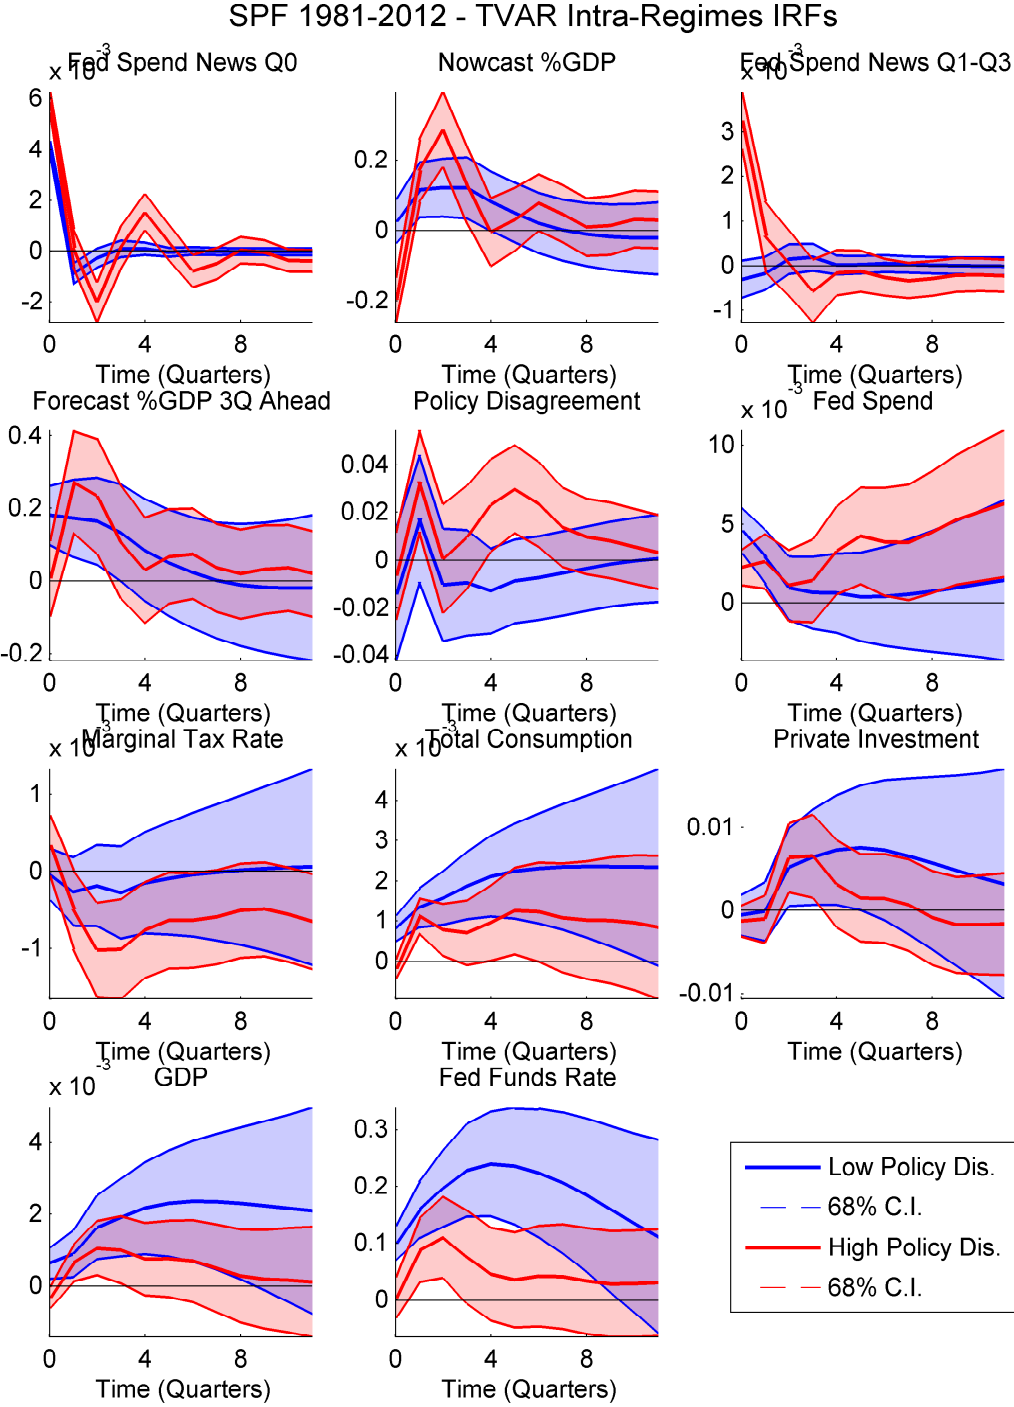 SPF 1981-2012 - TVAR Intra-Regimes IRFs
x 10^-3
Fed Spend News Q0
Nowcast %GDP
x 10^-3
Fed Spend News Q1-Q3
6
4
2
0
-2
0 4 8
Time (Quarters)
0.2
0
-0.2
0 4 8
Time (Quarters)
3
2
1
0
-1
0 4 8
Time (Quarters)
Forecast %GDP 3Q Ahead
Policy Disagreement
x 10^-3
Fed Spend
0.4
0.2
0
-0.2
0 4 8
Time (Quarters)
0.04
0.02
0
-0.02
-0.04
0 4 8
Time (Quarters)
10
5
0
0 4 8
Time (Quarters)
x 10^-3
Marginal Tax Rate
x 10^-3
Total Consumption
Private Investment
1
0
-1
0 4 8
Time (Quarters)
4
3
2
1
0
0 4 8
Time (Quarters)
0.01
0
-0.01
0 4 8
Time (Quarters)
x 10^-3
GDP
Fed Funds Rate
4
2
0
0 4 8
Time (Quarters)
0.3
0.2
0.1
0
0 4 8
Time (Quarters)
Low Policy Dis.
68% C.I.
High Policy Dis.
68% C.I.